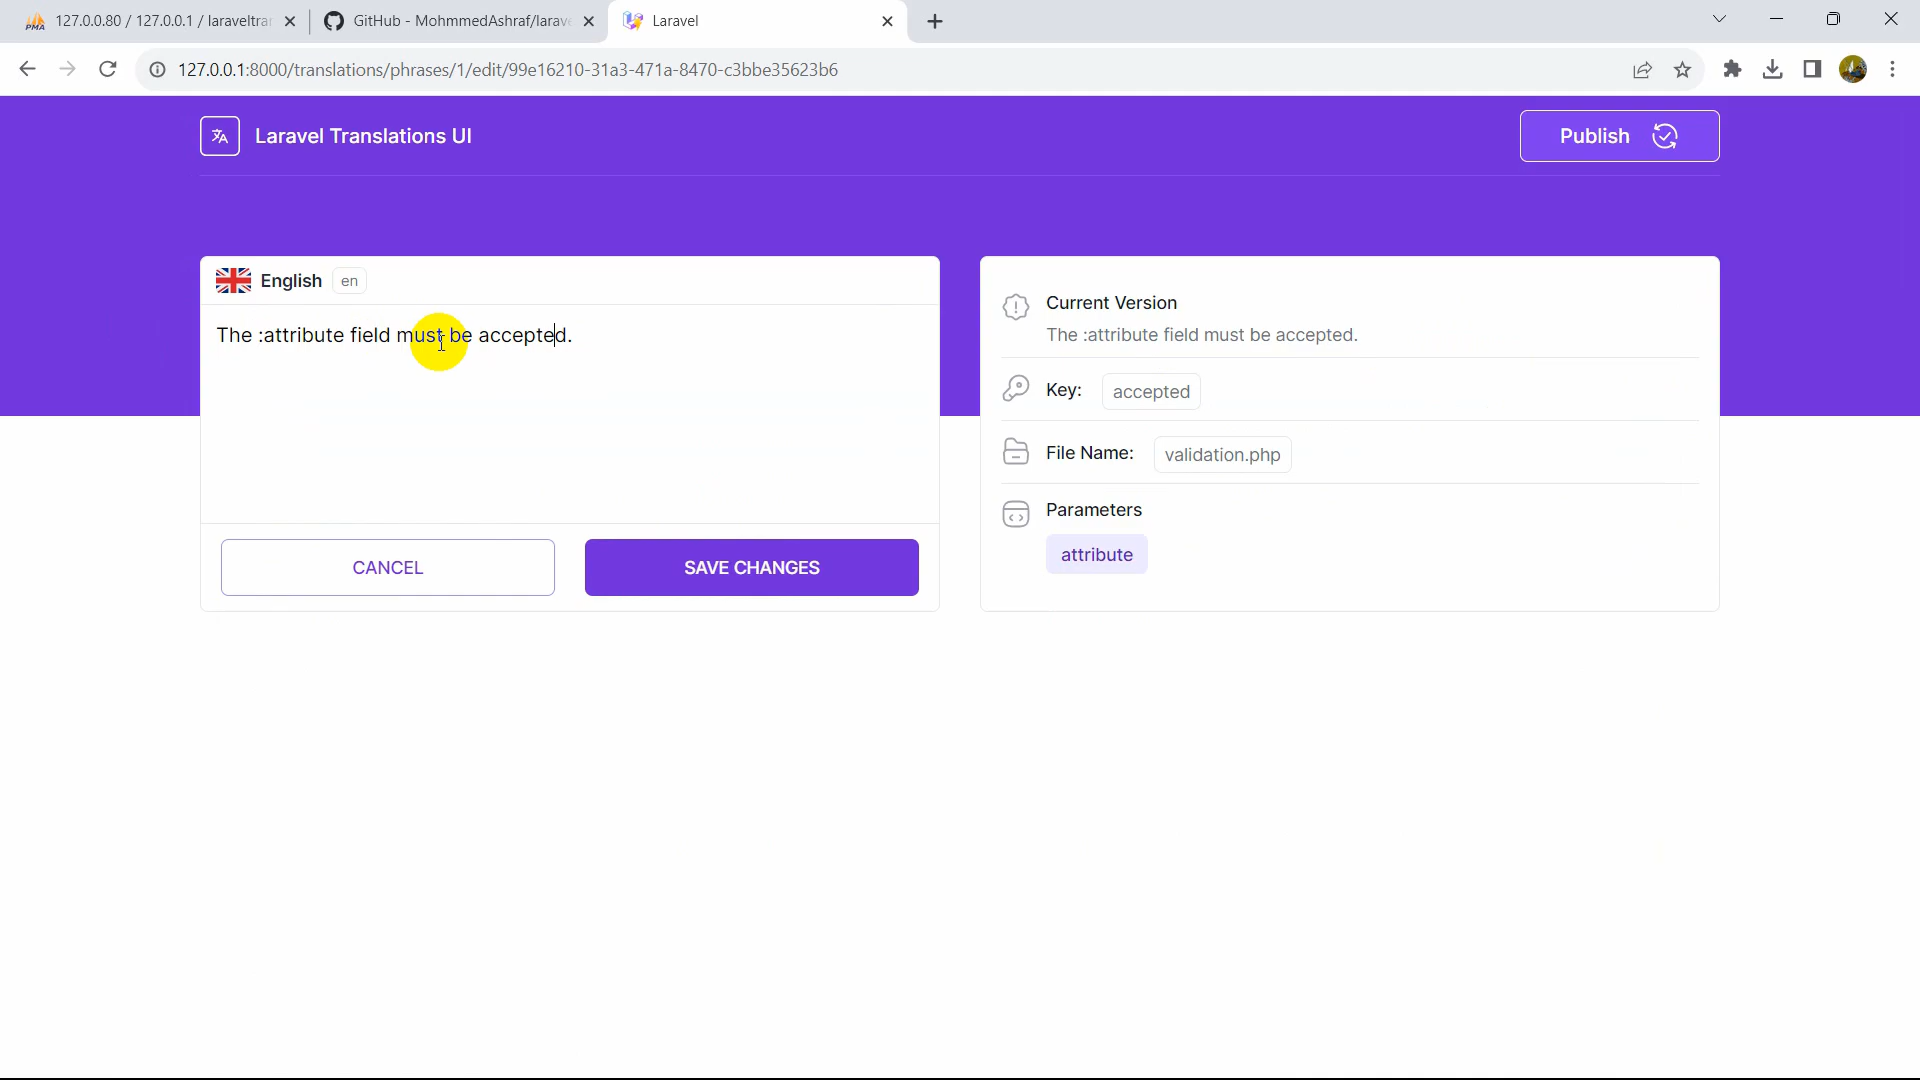 127.0.0.80 / 127.0.0.1 / laraveltra
GitHub - MohmmedAshraf/larave
Laravel
127.0.0.1:8000/translations/phrases/1/edit/99e16210-31a3-471a-8470-c3bbe35623b6
Laravel Translations UI
Publish
English en
The :attribute field must be accepted.
CANCEL
SAVE CHANGES
Current Version
The :attribute field must be accepted.
Key: accepted
File Name: validation.php
Parameters
attribute